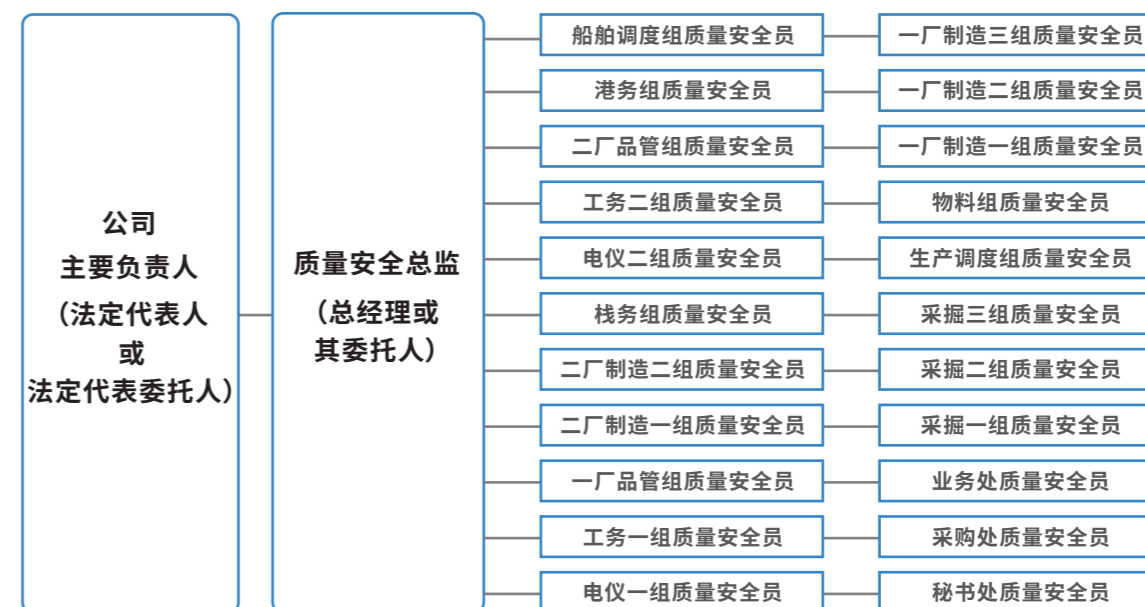 公司
主要负责人
（法定代表人
或
法定代表委托人）
质量安全总监
（总经理或
其委托人）
船舶调度组质量安全员
一厂制造三组质量安全员
港务组质量安全员
一厂制造二组质量安全员
二厂品管组质量安全员
一厂制造一组质量安全员
工务二组质量安全员
物料组质量安全员
电仪二组质量安全员
生产调度组质量安全员
栈务组质量安全员
采掘三组质量安全员
二厂制造二组质量安全员
采掘二组质量安全员
二厂制造一组质量安全员
采掘一组质量安全员
一厂品管组质量安全员
业务处质量安全员
工务一组质量安全员
采购处质量安全员
电仪一组质量安全员
秘书处质量安全员